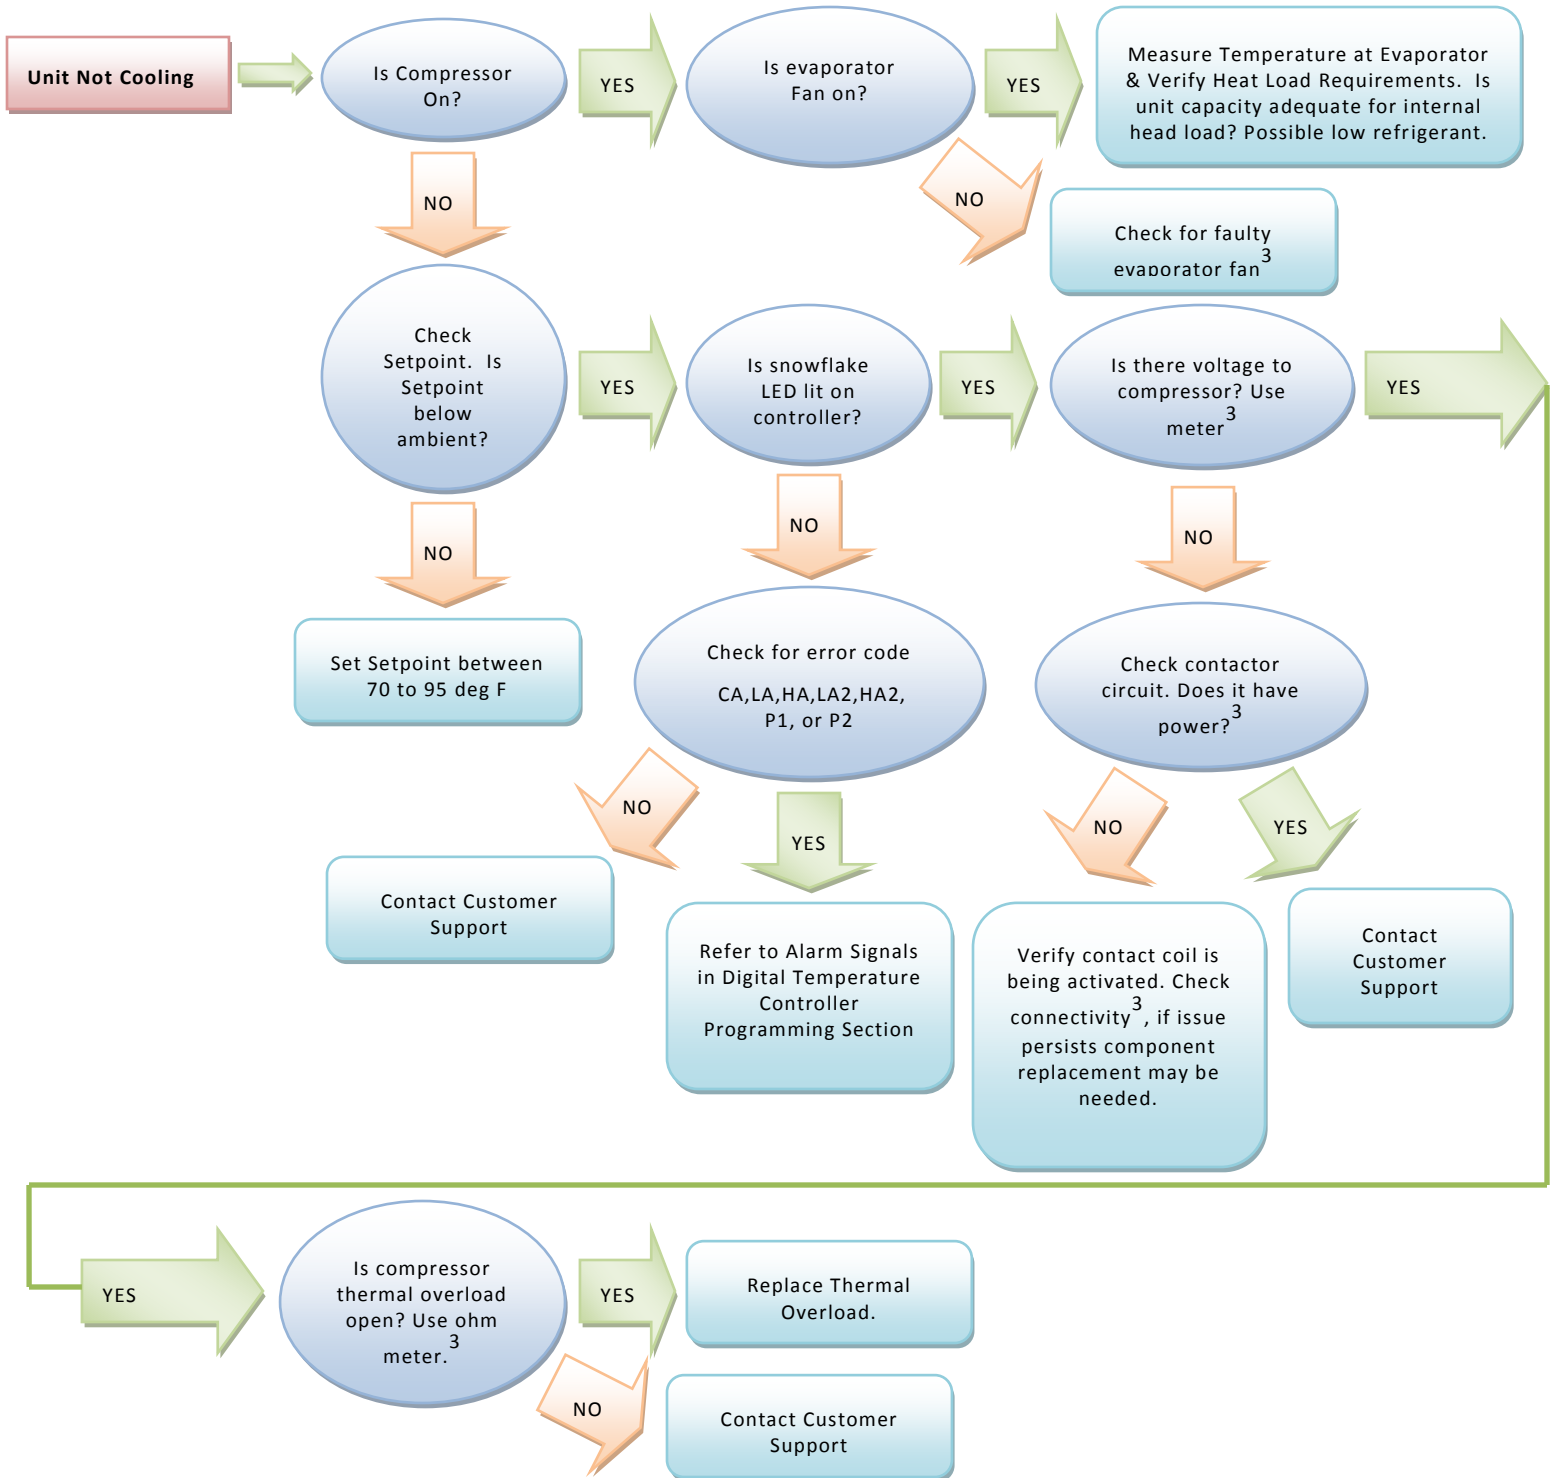 Unit Not Cooling
Is Compressor
On?
YES
Is evaporator
Fan on?
YES
Measure Temperature at Evaporator
& Verify Heat Load Requirements. Is
unit capacity adequate for internal
head load? Possible low refrigerant.
NO
NO
Check for faulty
evaporator fan3
Check
Setpoint. Is
Setpoint
below
ambient?
YES
Is snowflake
LED lit on
controller?
YES
Is there voltage to
compressor? Use
meter3
YES
NO
NO
NO
Set Setpoint between
70 to 95 deg F
Check for error code
CA,LA,HA,LA2,HA2,
P1, or P2
Check contactor
circuit. Does it have
power?3
NO
YES
NO
YES
Contact Customer
Support
Refer to Alarm Signals
in Digital Temperature
Controller
Programming Section
Verify contact coil is
being activated. Check
connectivity3, if issue
persists component
replacement may be
needed.
Contact
Customer
Support
YES
Is compressor
thermal overload
open? Use ohm
meter.3
YES
Replace Thermal
Overload.
NO
Contact Customer
Support